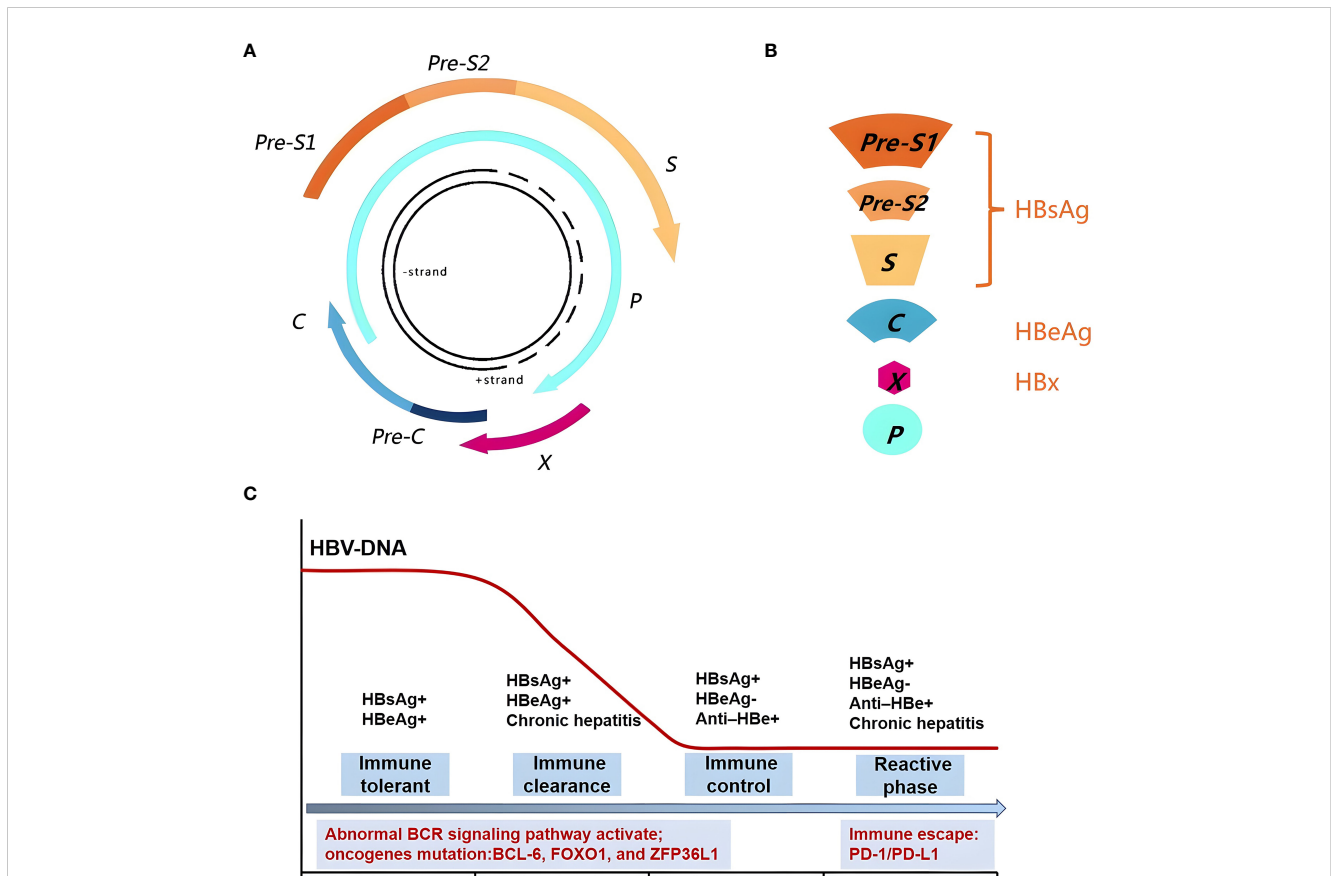 A
Pre-S2
Pre-S1
S
-strand
P
C
+strand
Pre-C
X
B
Pre-S1
Pre-S2
HBsAg
S
C
HBeAg
X
HBx
P
C
HBV-DNA
HBsAg+
HBeAg+
HBsAg+
HBeAg+
Chronic hepatitis
HBsAg+
HBeAg-
Anti–HBe+
HBsAg+
HBeAg-
Anti–HBe+
Chronic hepatitis
Immune
tolerant
Immune
clearance
Immune
control
Reactive
phase
Abnormal BCR signaling pathway activate;
oncogenes mutation:BCL-6, FOXO1, and ZFP36L1
Immune escape:
PD-1/PD-L1